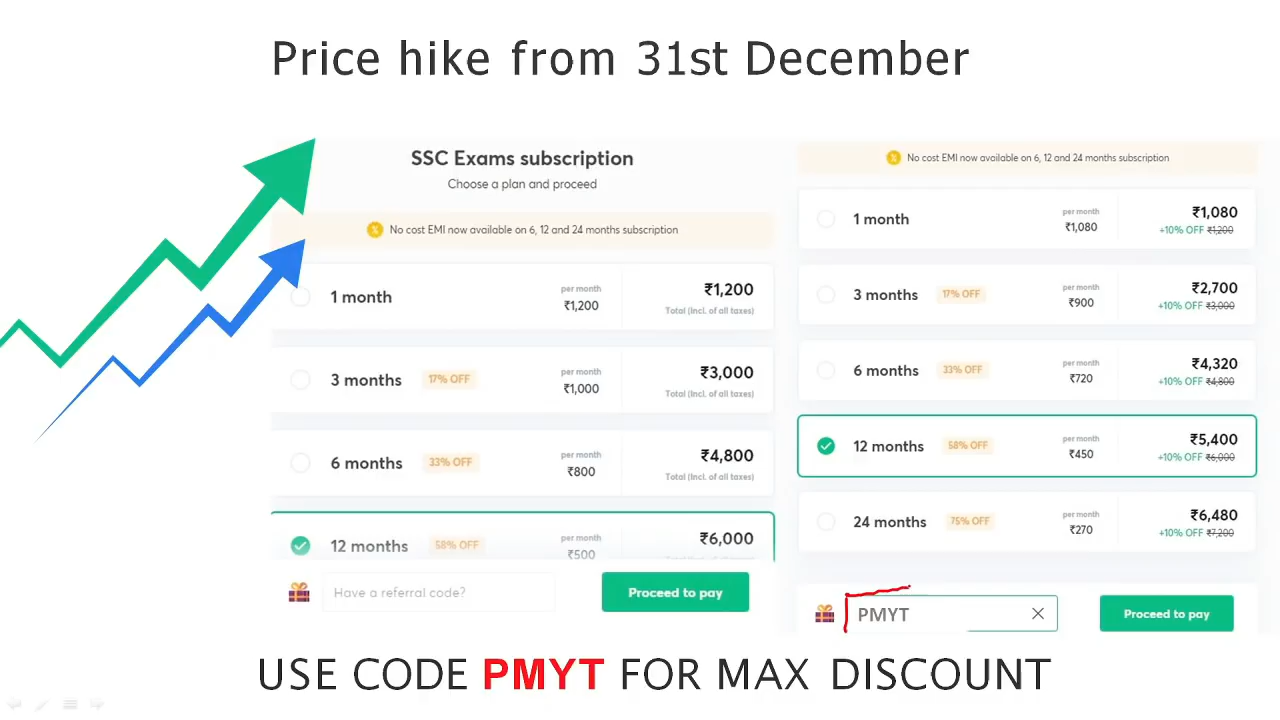 Price hike from 31st December
SSC Exams subscription
Choose a plan and proceed
No cost EMI now available on 6, 12 and 24 months subscription
1 month
per month
₹1,200
₹1,200
Total (Incl. of all taxes)
3 months
17% OFF
per month
₹1,000
₹3,000
Total (Incl. of all taxes)
6 months
33% OFF
per month
₹800
₹4,800
Total (Incl. of all taxes)
12 months
58% OFF
per month
₹500
₹6,000
Have a referral code?
Proceed to pay
No cost EMI now available on 6, 12 and 24 months subscription
1 month
per month
₹1,080
₹1,080
+10% OFF ₹1,200
3 months
17% OFF
per month
₹900
₹2,700
+10% OFF ₹3,000
6 months
33% OFF
per month
₹720
₹4,320
+10% OFF ₹4,800
12 months
58% OFF
per month
₹450
₹5,400
+10% OFF ₹6,000
24 months
75% OFF
per month
₹270
₹6,480
+10% OFF ₹7,200
PMYT
Proceed to pay
USE CODE PMYT FOR MAX DISCOUNT